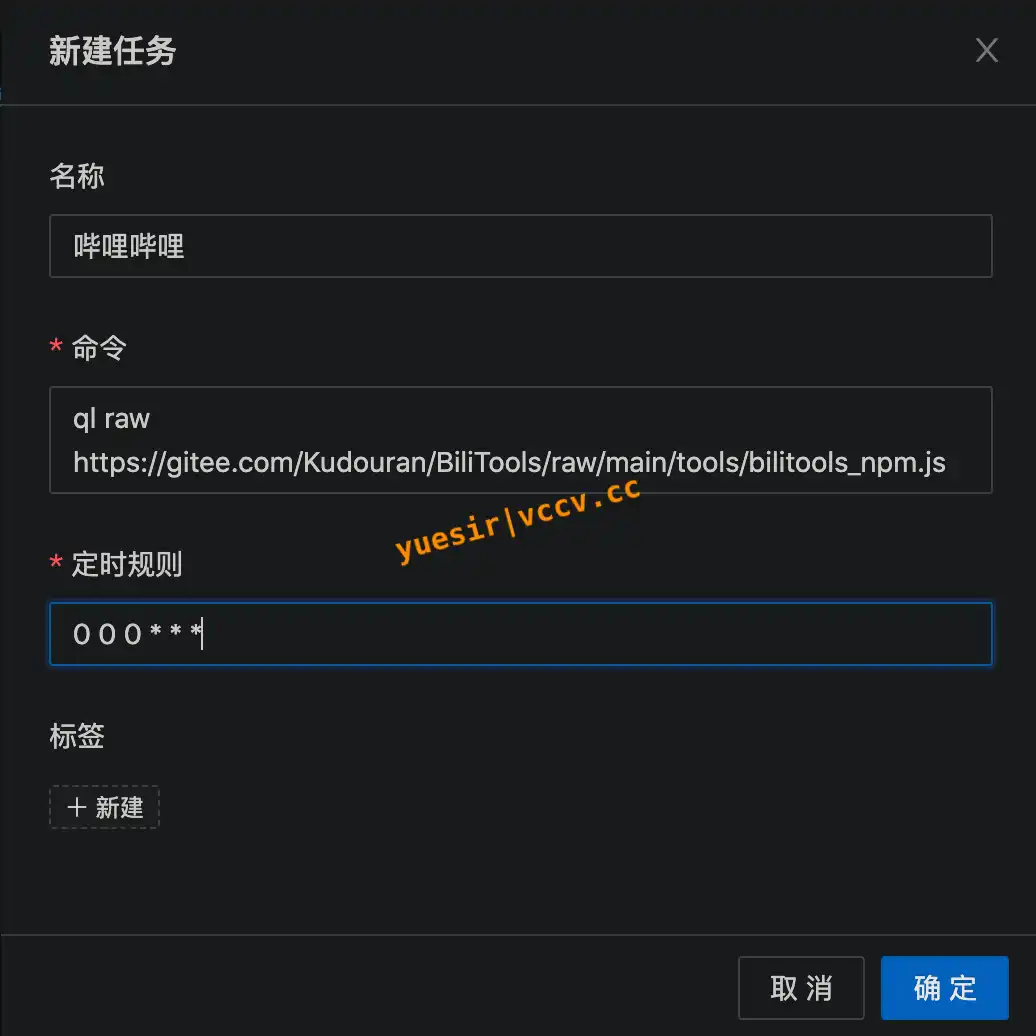 新建任务
名称
哔哩哔哩
* 命令
ql raw
https://gitee.com/Kudouran/BiliTools/raw/main/tools/bilitools_npm.js
yuesir|vccv.cc
* 定时规则
0 0 0 * * *
标签
+ 新建
取 消
确 定